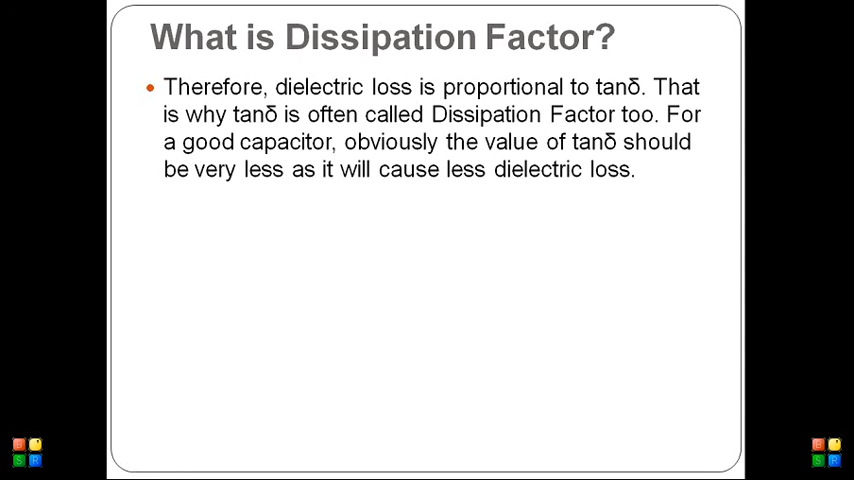 What is Dissipation Factor?
Therefore, dielectric loss is proportional to tanδ. That
is why tanδ is often called Dissipation Factor too. For
a good capacitor, obviously the value of tanδ should
be very less as it will cause less dielectric loss.